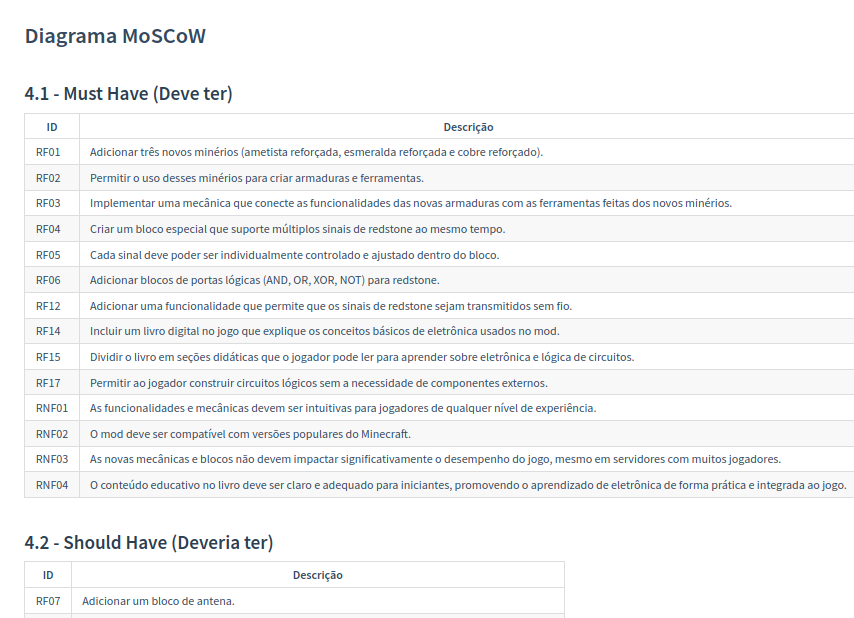 Diagrama MoSCoW
4.1 - Must Have (Deve ter)
ID Descrição
RF01 Adicionar três novos minérios (ametista reforçada, esmeralda reforçada e cobre reforçado).
RF02 Permitir o uso desses minérios para criar armaduras e ferramentas.
RF03 Implementar uma mecânica que conecte as funcionalidades das novas armaduras com as ferramentas feitas dos novos minérios.
RF04 Criar um bloco especial que suporte múltiplos sinais de redstone ao mesmo tempo.
RF05 Cada sinal deve poder ser individualmente controlado e ajustado dentro do bloco.
RF06 Adicionar blocos de portas lógicas (AND, OR, XOR, NOT) para redstone.
RF12 Adicionar uma funcionalidade que permite que os sinais de redstone sejam transmitidos sem fio.
RF14 Incluir um livro digital no jogo que explique os conceitos básicos de eletrônica usados no mod.
RF15 Dividir o livro em seções didáticas que o jogador pode ler para aprender sobre eletrônica e lógica de circuitos.
RF17 Permitir ao jogador construir circuitos lógicos sem a necessidade de componentes externos.
RNF01 As funcionalidades e mecânicas devem ser intuitivas para jogadores de qualquer nível de experiência.
RNF02 O mod deve ser compatível com versões populares do Minecraft.
RNF03 As novas mecânicas e blocos não devem impactar significativamente o desempenho do jogo, mesmo em servidores com muitos jogadores.
RNF04 O conteúdo educativo no livro deve ser claro e adequado para iniciantes, promovendo o aprendizado de eletrônica de forma prática e integrada ao jogo.
4.2 - Should Have (Deveria ter)
ID Descrição
RF07 Adicionar um bloco de antena.